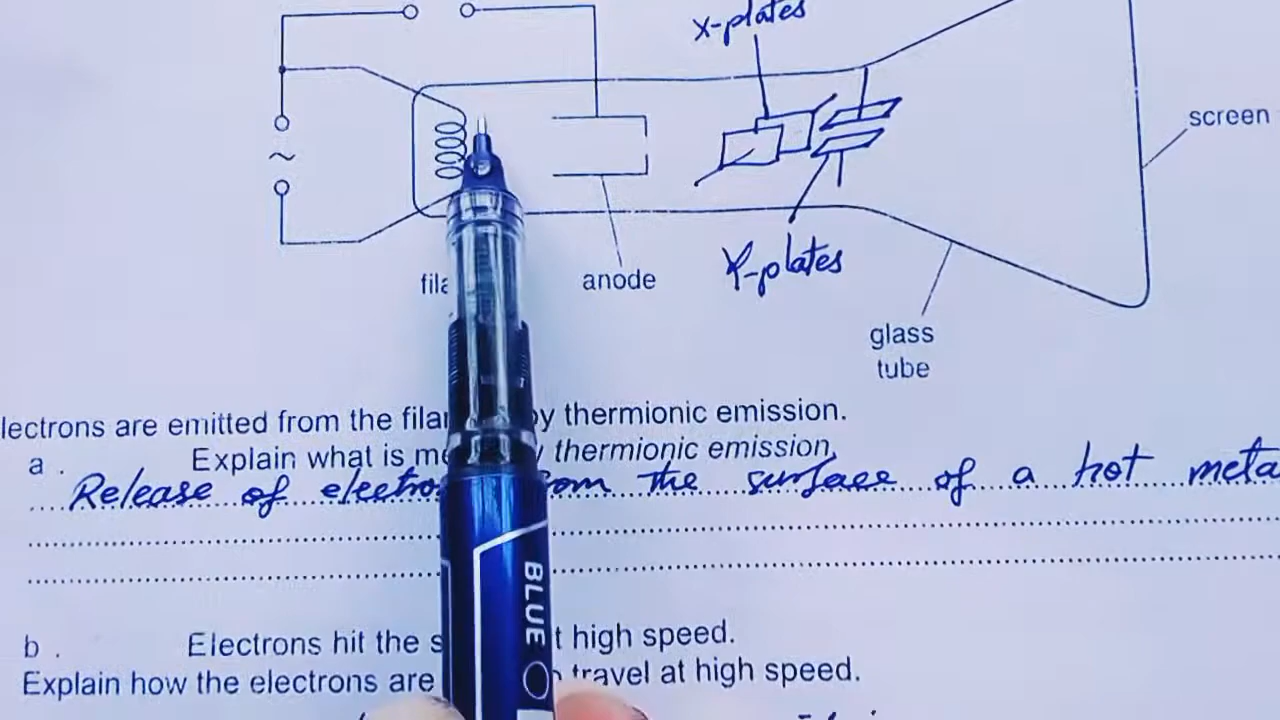 X-plates
~
screen
fila
anode
Y-plates
glass
tube
lectrons are emitted from the filam by thermionic emission.
a . Explain what is me y thermionic emission,
Release of electro om the surface of a hot meta
b . Electrons hit the s t high speed.
Explain how the electrons are travel at high speed.
BLUE